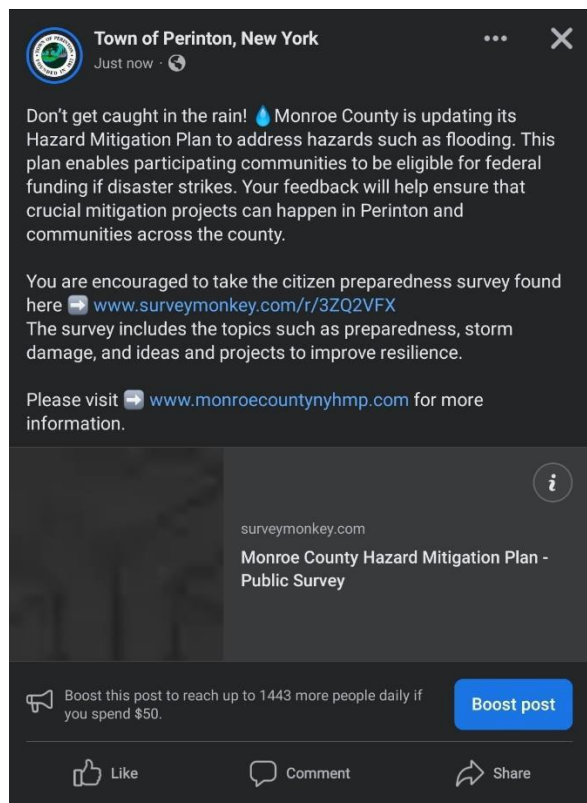 Town of Perinton, New York
Just now ·
Don't get caught in the rain! 💧Monroe County is updating its
Hazard Mitigation Plan to address hazards such as flooding. This
plan enables participating communities to be eligible for federal
funding if disaster strikes. Your feedback will help ensure that
crucial mitigation projects can happen in Perinton and
communities across the county.
You are encouraged to take the citizen preparedness survey found
here ➡️ www.surveymonkey.com/r/3ZQ2VFX
The survey includes the topics such as preparedness, storm
damage, and ideas and projects to improve resilience.
Please visit ➡️ www.monroecountynyhmp.com for more
information.
surveymonkey.com
Monroe County Hazard Mitigation Plan -
Public Survey
Boost this post to reach up to 1443 more people daily if
you spend $50.
Boost post
Like
Comment
Share